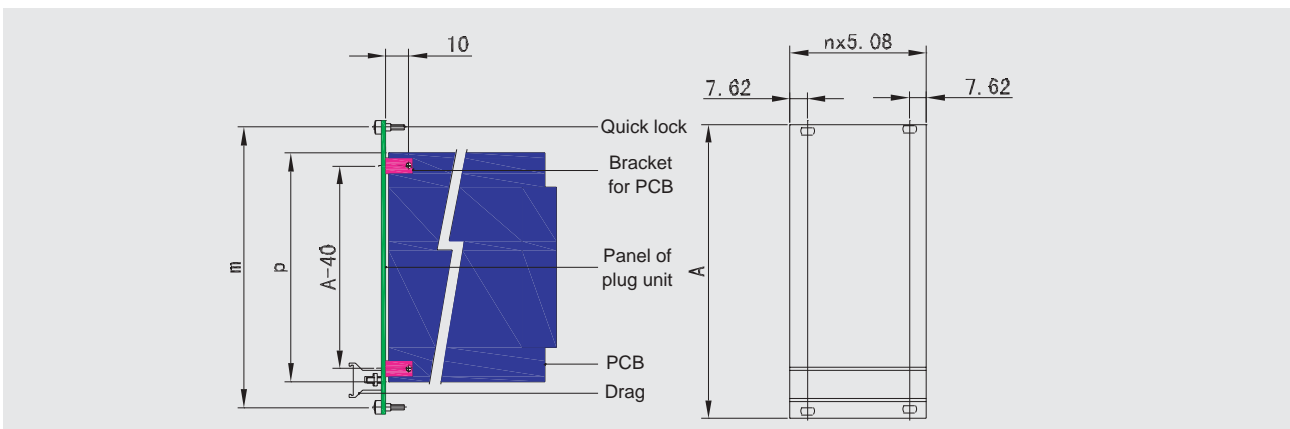 10
nx5.08
7.62
7.62
Quick lock
Bracket
for PCB
m
p
A-40
Panel of
plug unit
A
PCB
Drag